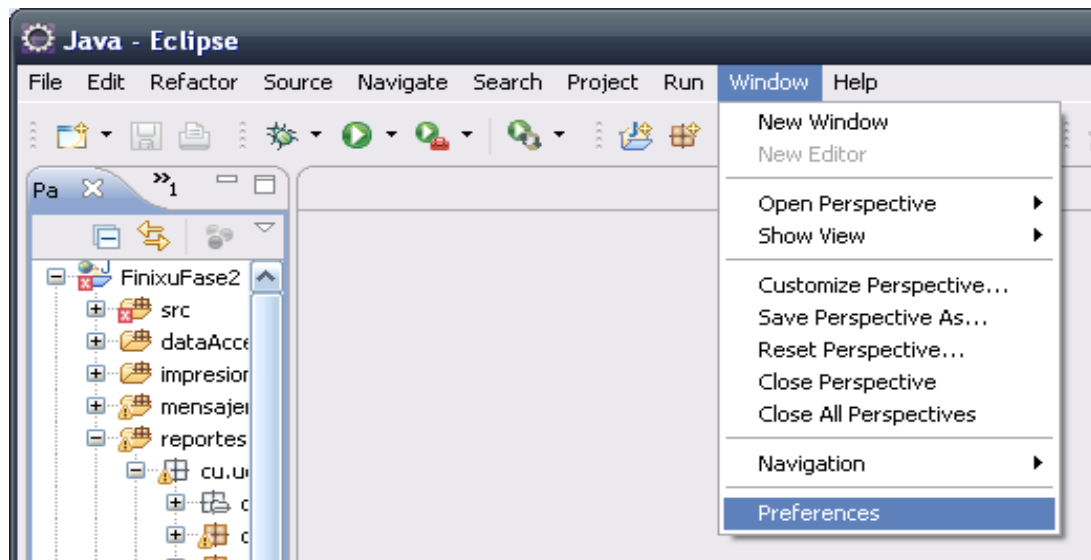 Java - Eclipse
File Edit Refactor Source Navigate Search Project Run Window Help
New Window
New Editor
Open Perspective
Show View
Customize Perspective...
Save Perspective As...
Reset Perspective...
Close Perspective
Close All Perspectives
Navigation
Preferences
Pa »1
FinixuFase2
src
dataAcce
impresion
mensajer
reportes
cu.u